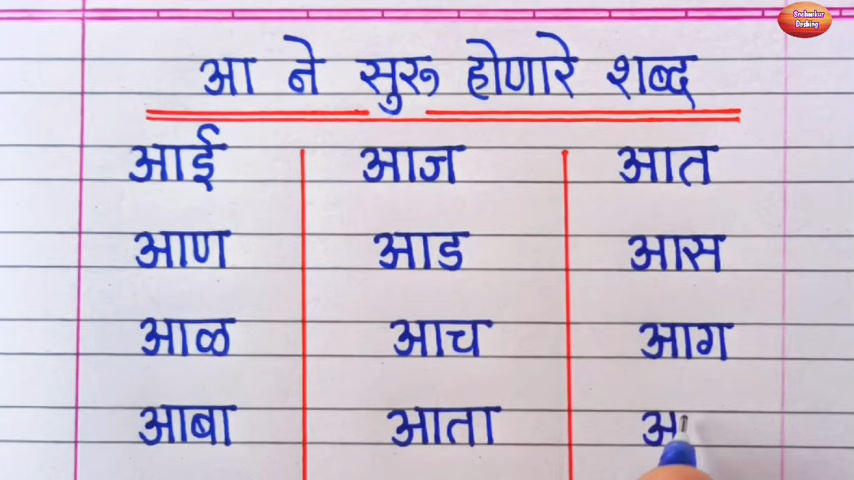 आ ने सुरू होणारे शब्द
आई आज आत
आण आड आस
आळ आच आग
आबा आता